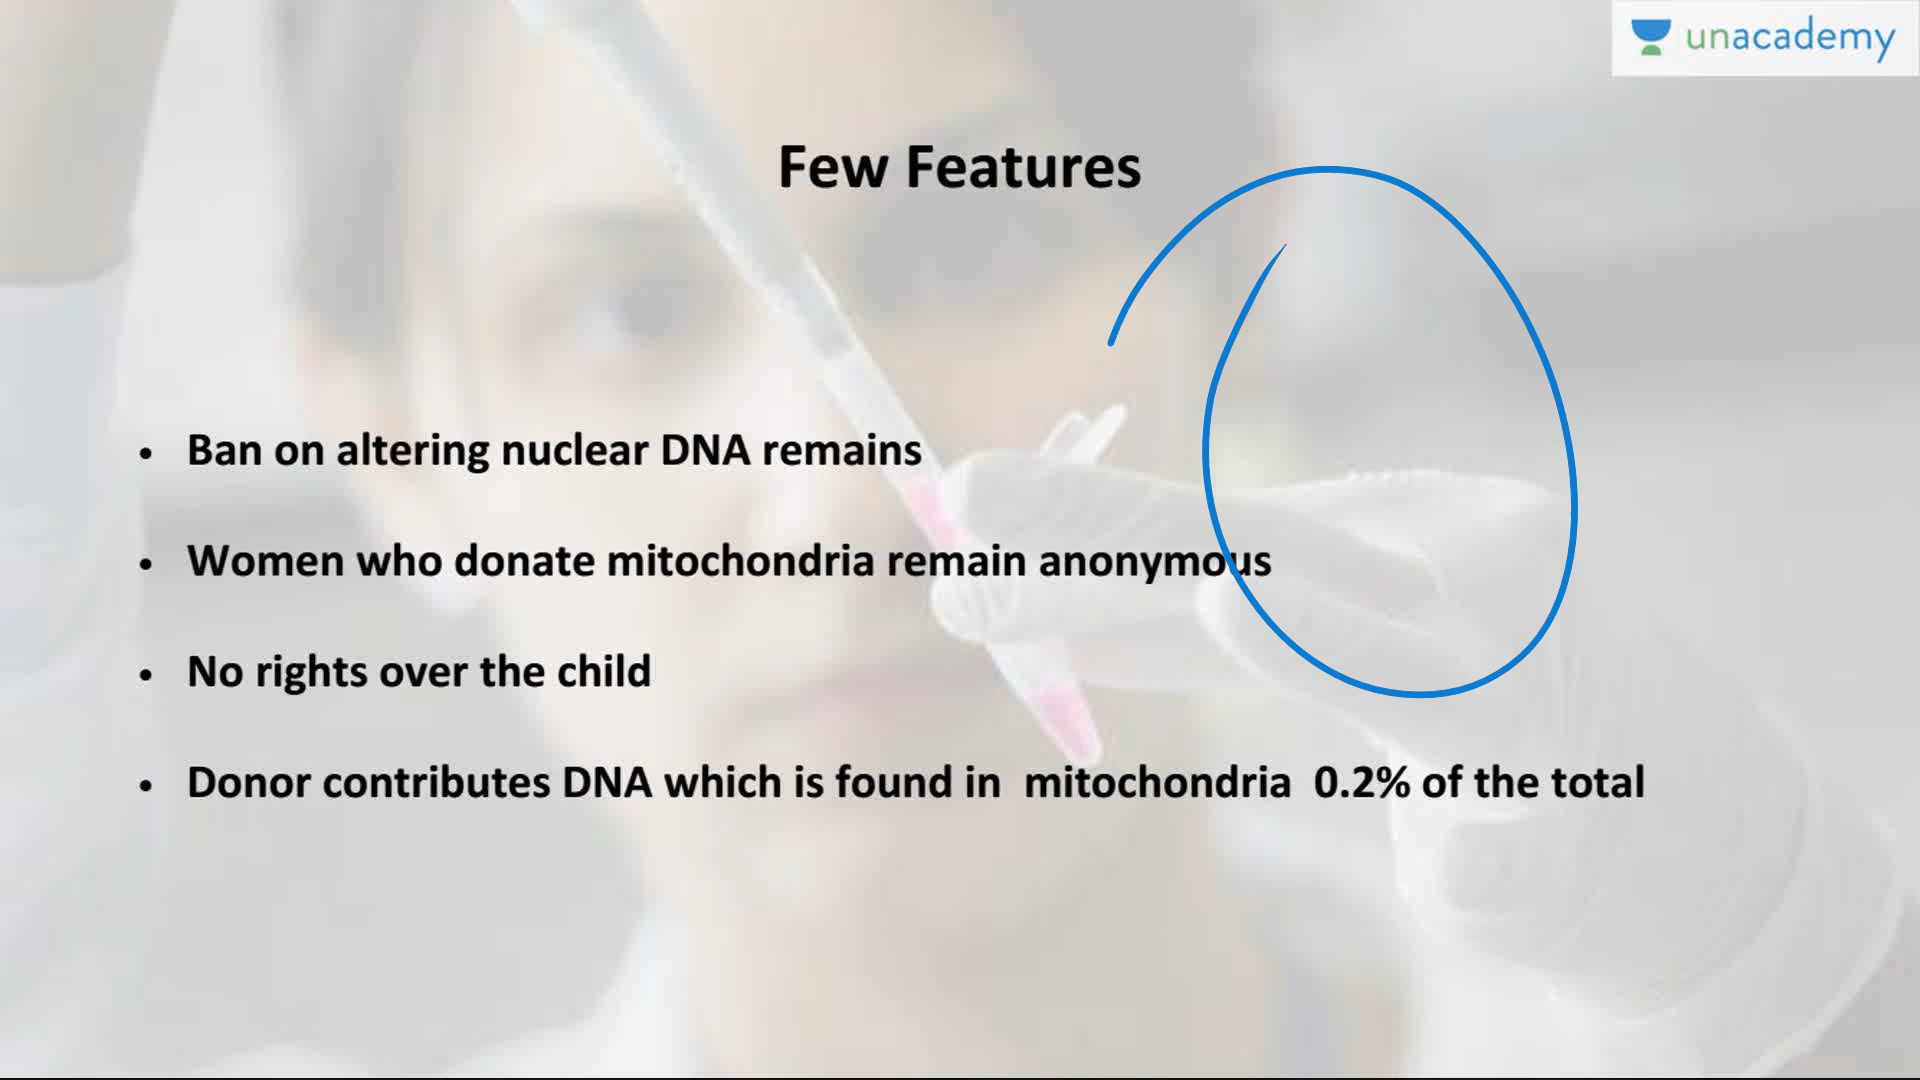 unacademy
Few Features
• Ban on altering nuclear DNA remains
• Women who donate mitochondria remain anonymous
• No rights over the child
• Donor contributes DNA which is found in mitochondria 0.2% of the total